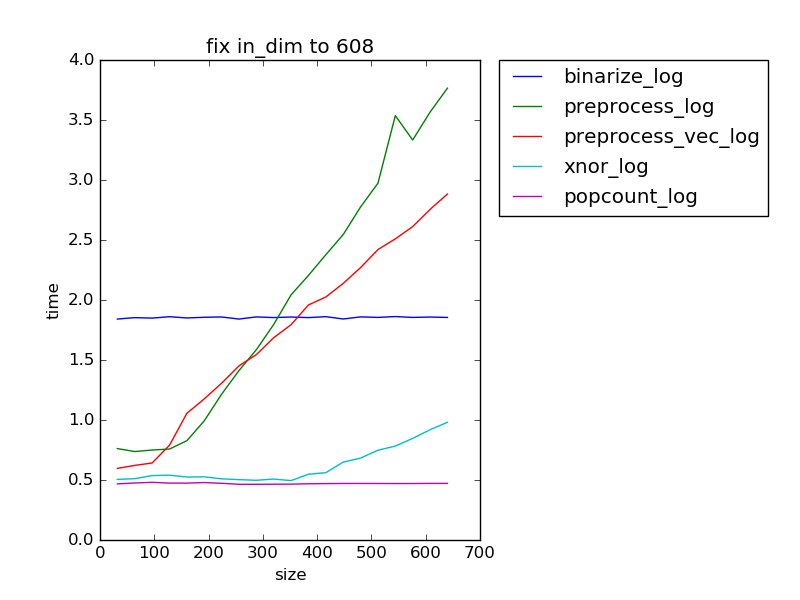 fix in_dim to 608
4.0
3.5
3.0
2.5
2.0
1.5
1.0
0.5
0.0
time
0 100 200 300 400 500 600 700
size
binarize_log
preprocess_log
preprocess_vec_log
xnor_log
popcount_log